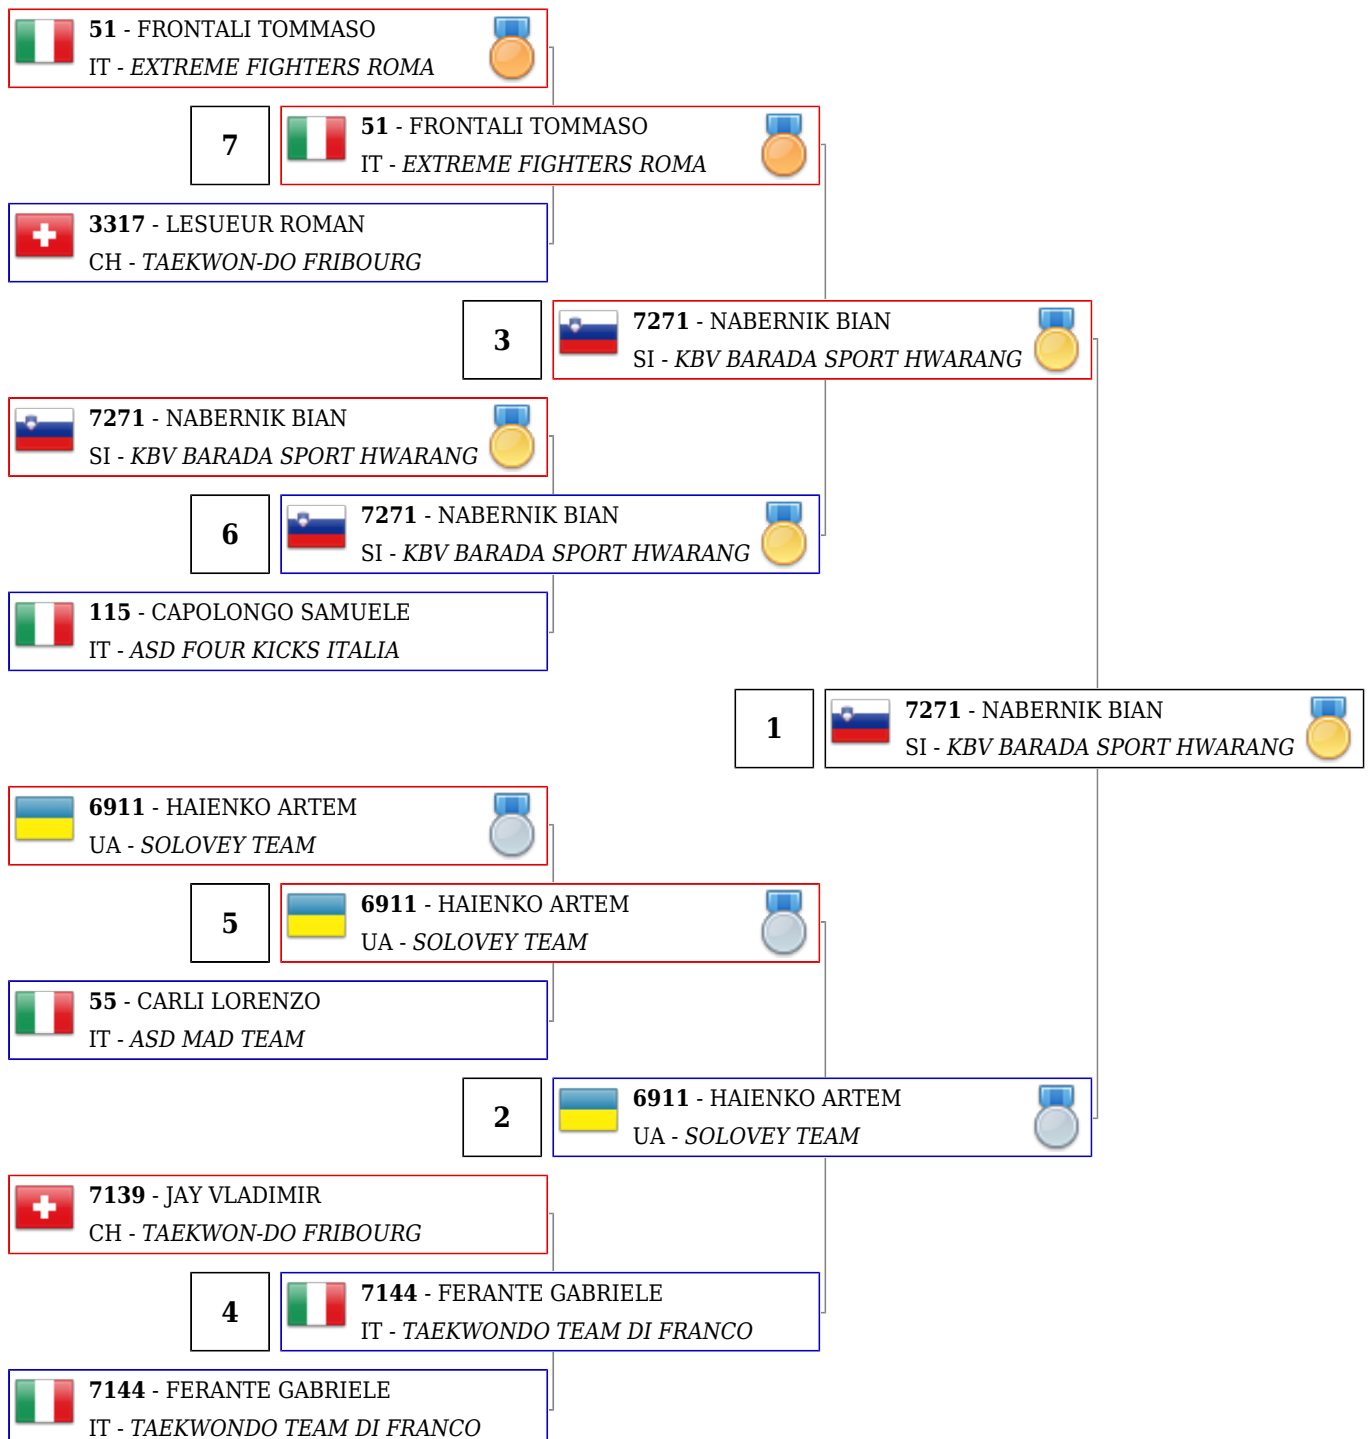 51 - FRONTALI TOMMASO
IT - EXTREME FIGHTERS ROMA
7
51 - FRONTALI TOMMASO
IT - EXTREME FIGHTERS ROMA
3317 - LESUEUR ROMAN
CH - TAEKWON-DO FRIBOURG
3
7271 - NABERNIK BIAN
SI - KBV BARADA SPORT HWARANG
7271 - NABERNIK BIAN
SI - KBV BARADA SPORT HWARANG
6
7271 - NABERNIK BIAN
SI - KBV BARADA SPORT HWARANG
115 - CAPOLONGO SAMUELE
IT - ASD FOUR KICKS ITALIA
1
7271 - NABERNIK BIAN
SI - KBV BARADA SPORT HWARANG
6911 - HAIENKO ARTEM
UA - SOLOVEY TEAM
5
6911 - HAIENKO ARTEM
UA - SOLOVEY TEAM
55 - CARLI LORENZO
IT - ASD MAD TEAM
2
6911 - HAIENKO ARTEM
UA - SOLOVEY TEAM
7139 - JAY VLADIMIR
CH - TAEKWON-DO FRIBOURG
4
7144 - FERANTE GABRIELE
IT - TAEKWONDO TEAM DI FRANCO
7144 - FERANTE GABRIELE
IT - TAEKWONDO TEAM DI FRANCO